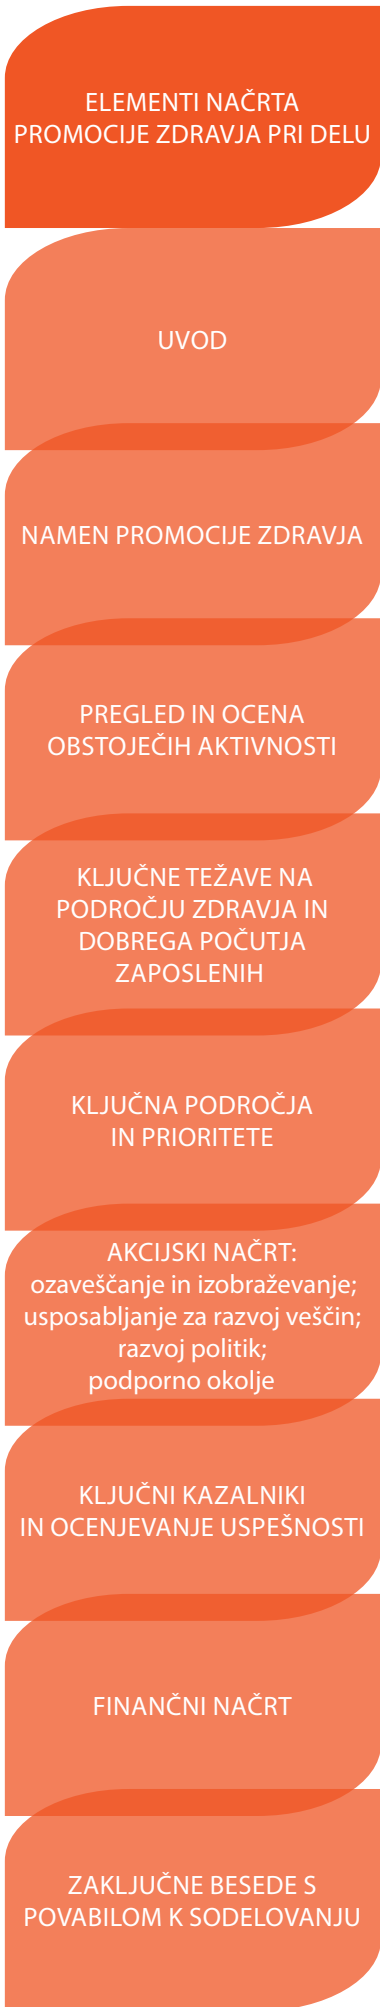 ELEMENTI NAČRTA
PROMOCIJE ZDRAVJA PRI DELU
UVOD
NAMEN PROMOCIJE ZDRAVJA
PREGLED IN OCENA
OBSTOJEČIH AKTIVNOSTI
KLJUČNE TEŽAVE NA
PODROČJU ZDRAVJA IN
DOBREGA POČUTJA
ZAPOSLENIH
KLJUČNA PODROČJA
IN PRIORITETE
AKCIJSKI NAČRT:
ozaveščanje in izobraževanje;
usposabljanje za razvoj veščin;
razvoj politik;
podporno okolje
KLJUČNI KAZALNIKI
IN OCENJEVANJE USPEŠNOSTI
FINANČNI NAČRT
ZAKLJUČNE BESEDE S
POVABILOM K SODELOVANJU